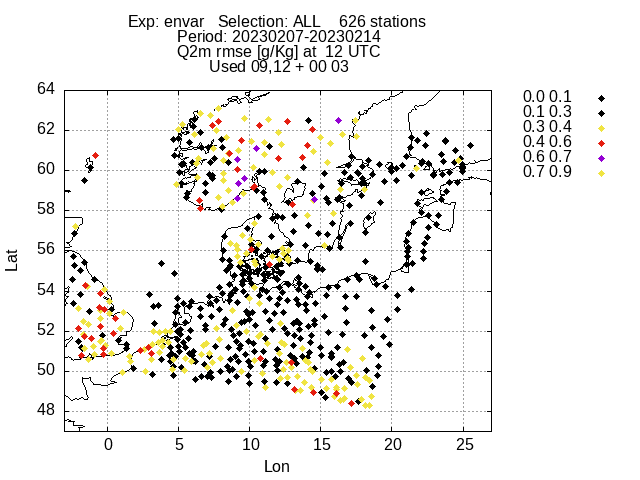 Exp: envar Selection: ALL 626 stations
Period: 20230207-20230214
Q2m rmse [g/Kg] at 12 UTC
Used 09,12 + 00 03
0.0 0.1
0.1 0.3
0.3 0.4
0.4 0.6
0.6 0.7
0.7 0.9
64
62
60
58
56
54
52
50
48
Lat
0 5 10 15 20 25
Lon